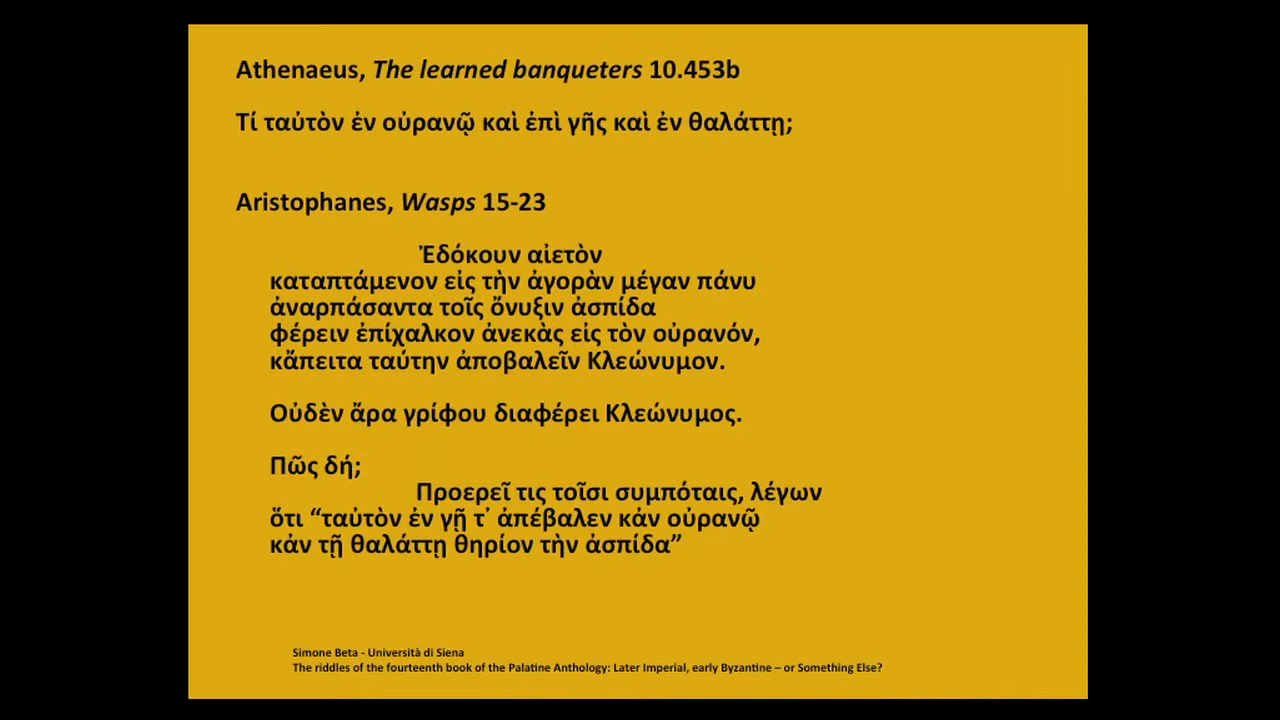 Athenaeus, The learned banqueters 10.453b
Τί ταὐτὸν ἐν οὐρανῷ καὶ ἐπὶ γῆς καὶ ἐν θαλάττῃ;
Aristophanes, Wasps 15-23
Ἐδόκουν αἰετὸν
καταπτάμενον εἰς τὴν ἀγορὰν μέγαν πάνυ
ἀναρπάσαντα τοῖς ὄνυξιν ἀσπίδα
φέρειν ἐπίχαλκον ἀνεκὰς εἰς τὸν οὐρανόν,
κἄπειτα ταύτην ἀποβαλεῖν Κλεώνυμον.
Οὐδὲν ἄρα γρίφου διαφέρει Κλεώνυμος.
Πῶς δή;
Προερεῖ τις τοῖσι συμπόταις, λέγων
ὅτι “ταὐτὸν ἐν γῇ τ᾽ ἀπέβαλεν κἀν οὐρανῷ
κἀν τῇ θαλάττῃ θηρίον τὴν ἀσπίδα”
Simone Beta - Università di Siena
The riddles of the fourteenth book of the Palatine Anthology: Later Imperial, early Byzantine – or Something Else?